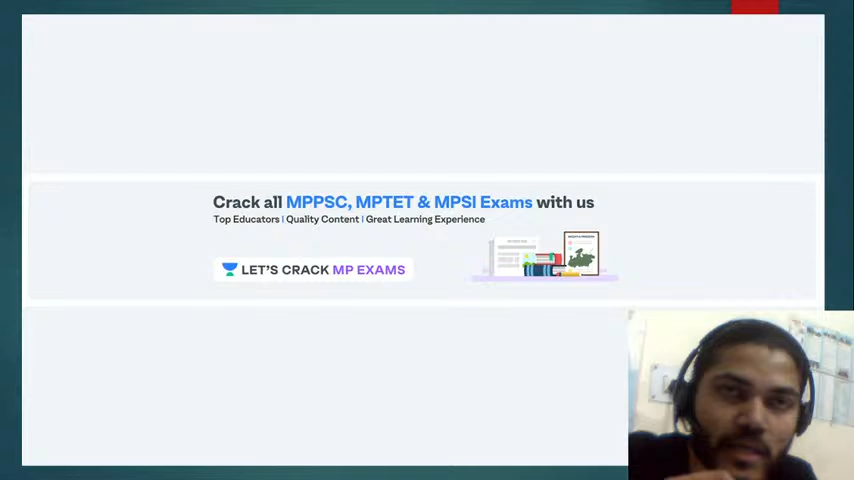 Crack all MPPSC, MPTET & MPSI Exams with us
Top Educators | Quality Content | Great Learning Experience
LET'S CRACK MP EXAMS